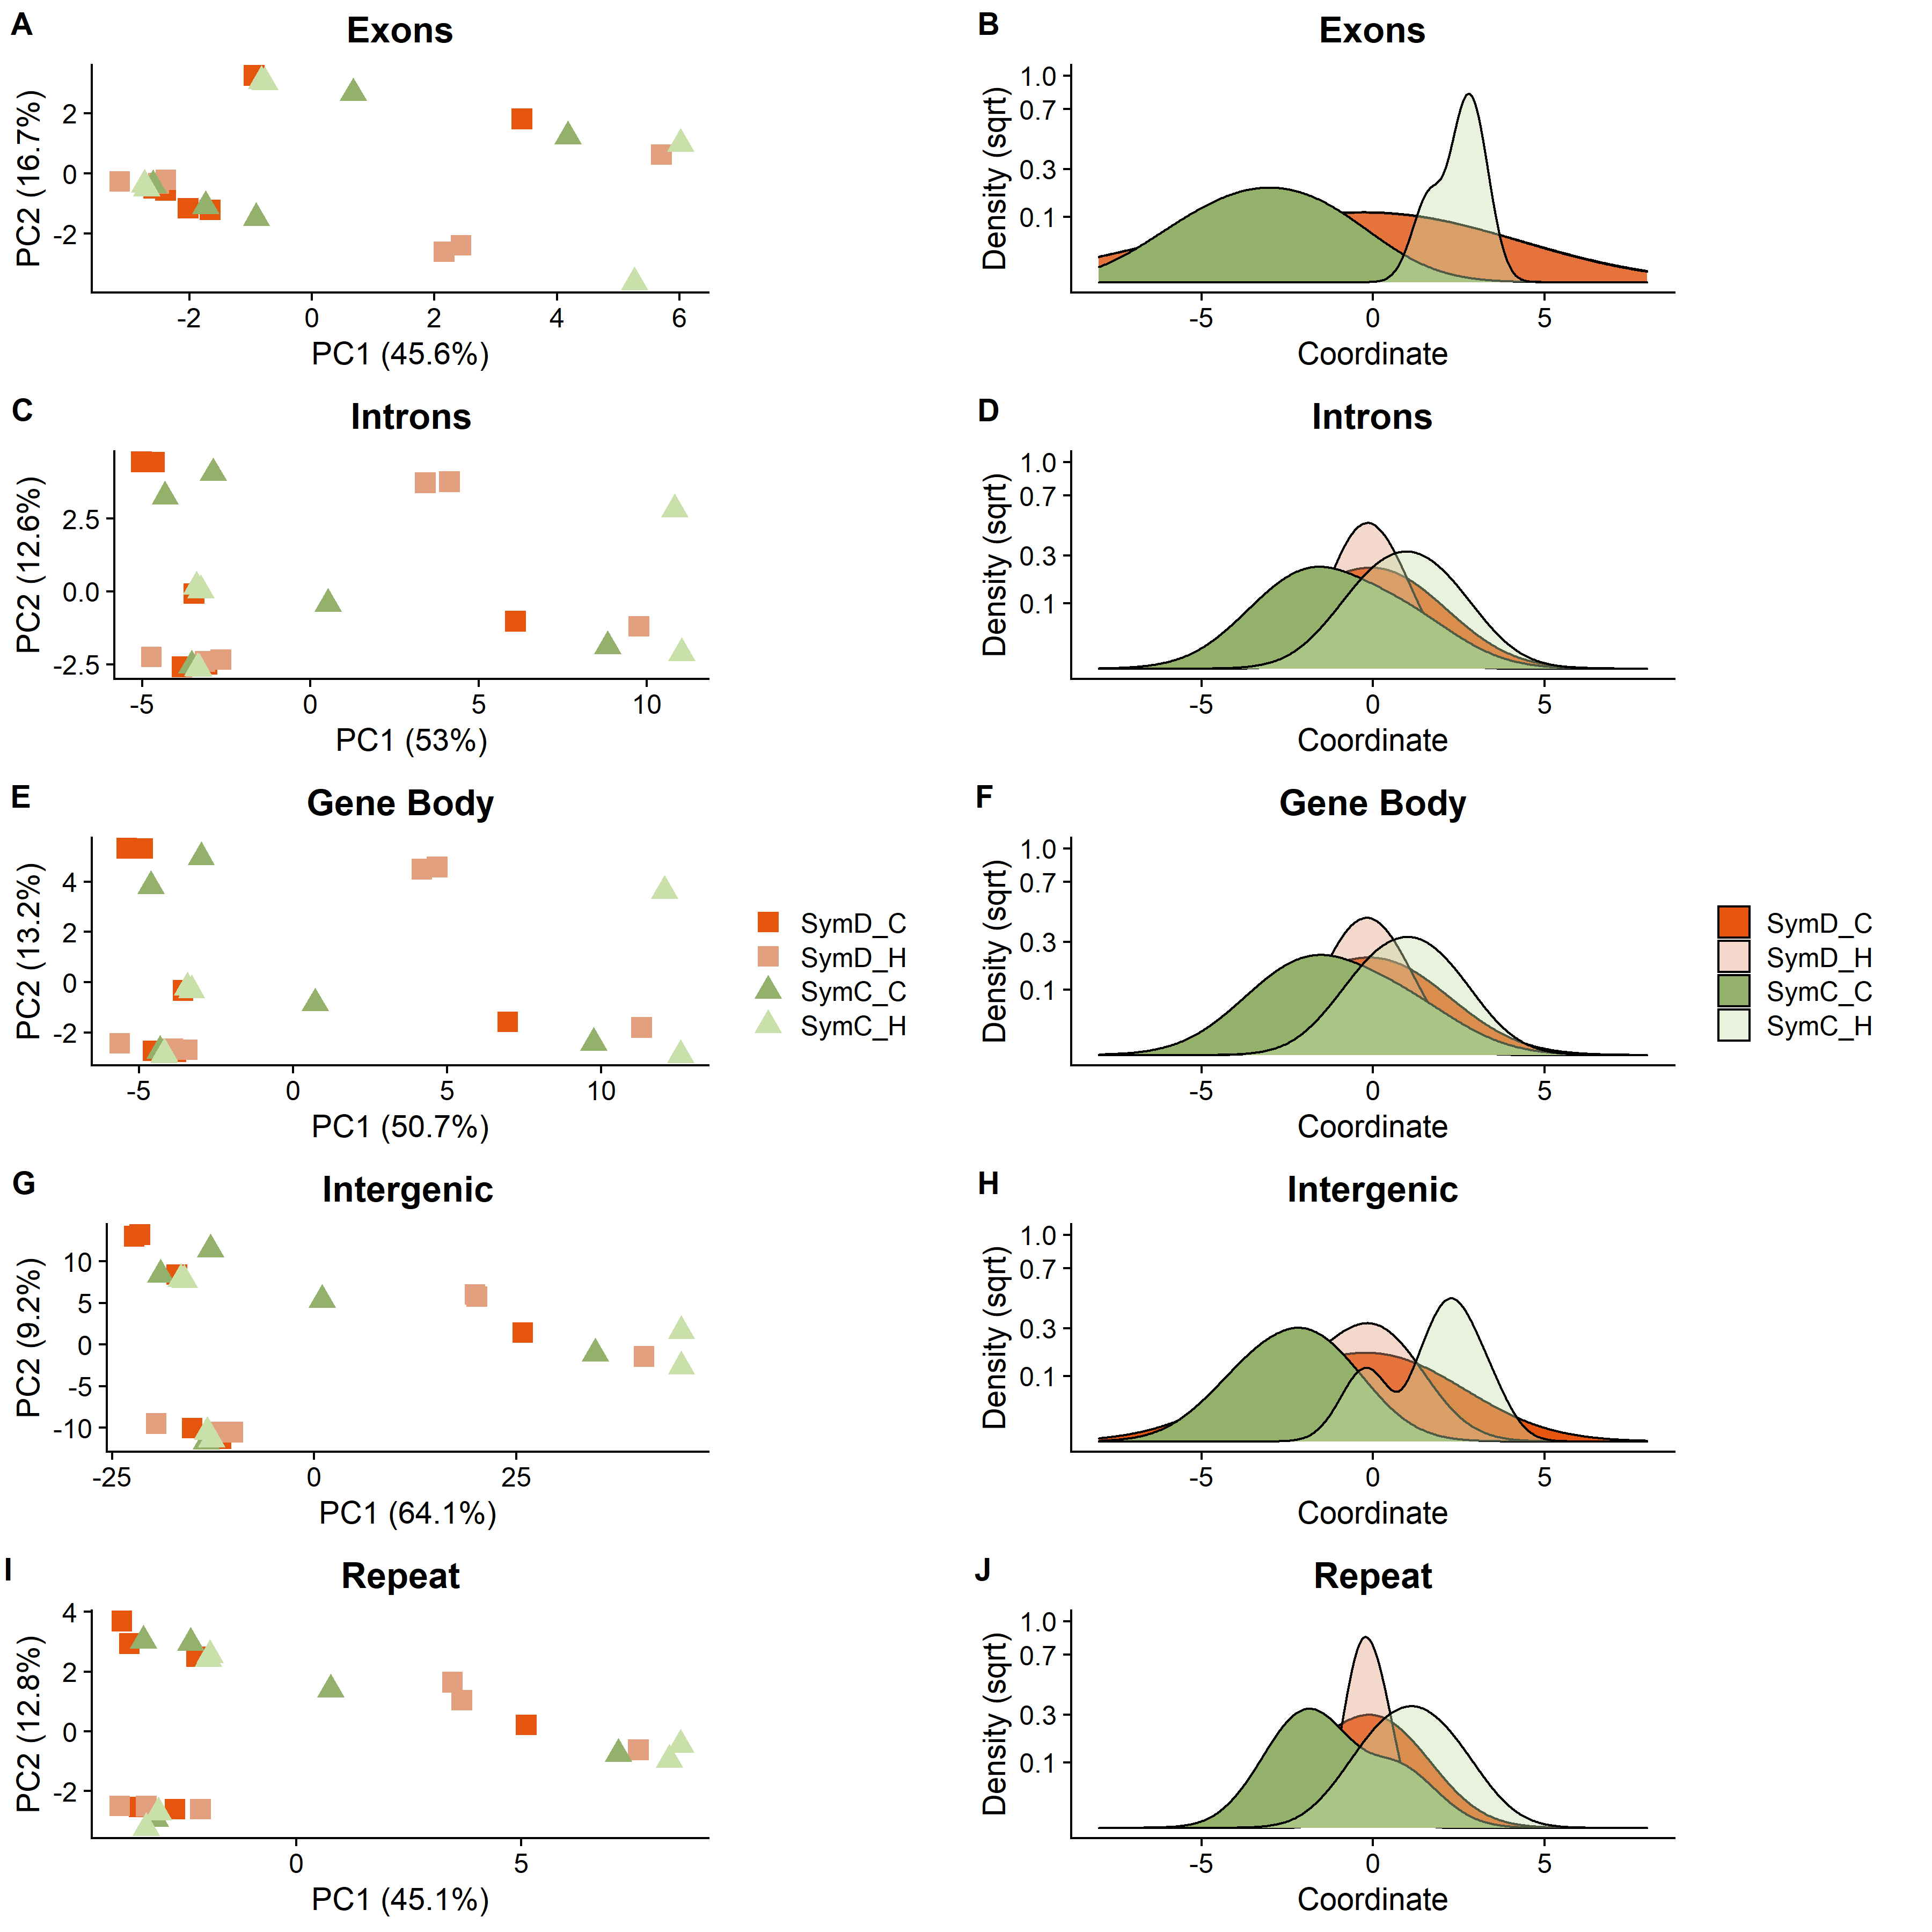 A
Exons
PC2 (16.7%)
2
0
-2
-2
0
2
4
6
PC1 (45.6%)
B
Exons
Density (sqrt)
1.0
0.7
0.3
0.1
-5
0
5
Coordinate
C
Introns
PC2 (12.6%)
2.5
0.0
-2.5
-5
0
5
10
PC1 (53%)
D
Introns
Density (sqrt)
1.0
0.7
0.3
0.1
-5
0
5
Coordinate
E
Gene Body
PC2 (13.2%)
4
2
0
-2
-5
0
5
10
PC1 (50.7%)
SymD_C
SymD_H
SymC_C
SymC_H
F
Gene Body
Density (sqrt)
1.0
0.7
0.3
0.1
-5
0
5
Coordinate
SymD_C
SymD_H
SymC_C
SymC_H
G
Intergenic
PC2 (9.2%)
10
5
0
-5
-10
-25
0
25
PC1 (64.1%)
H
Intergenic
Density (sqrt)
1.0
0.7
0.3
0.1
-5
0
5
Coordinate
I
Repeat
PC2 (12.8%)
4
2
0
-2
0
5
PC1 (45.1%)
J
Repeat
Density (sqrt)
1.0
0.7
0.3
0.1
-5
0
5
Coordinate